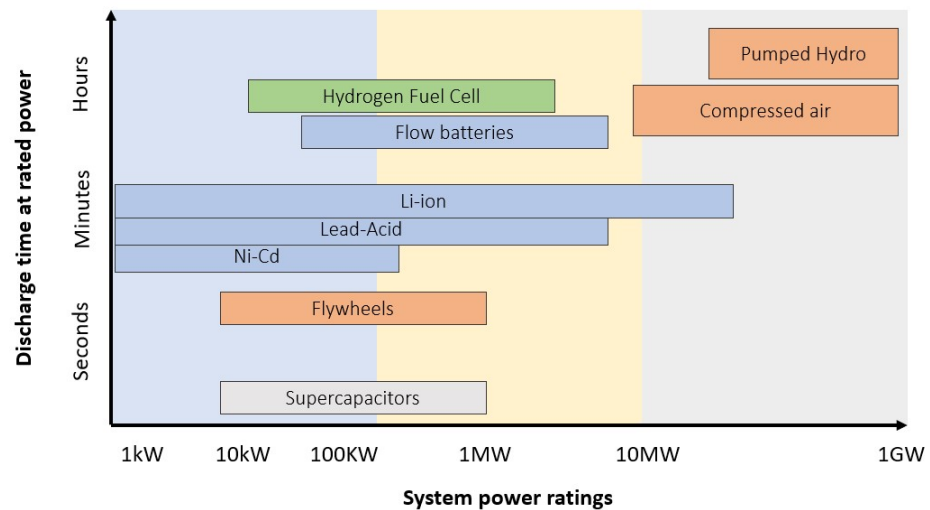 Discharge time at rated power
Hours
Minutes
Seconds
Pumped Hydro
Hydrogen Fuel Cell
Compressed air
Flow batteries
Li-ion
Lead-Acid
Ni-Cd
Flywheels
Supercapacitors
1kW 10kW 100KW 1MW 10MW 1GW
System power ratings